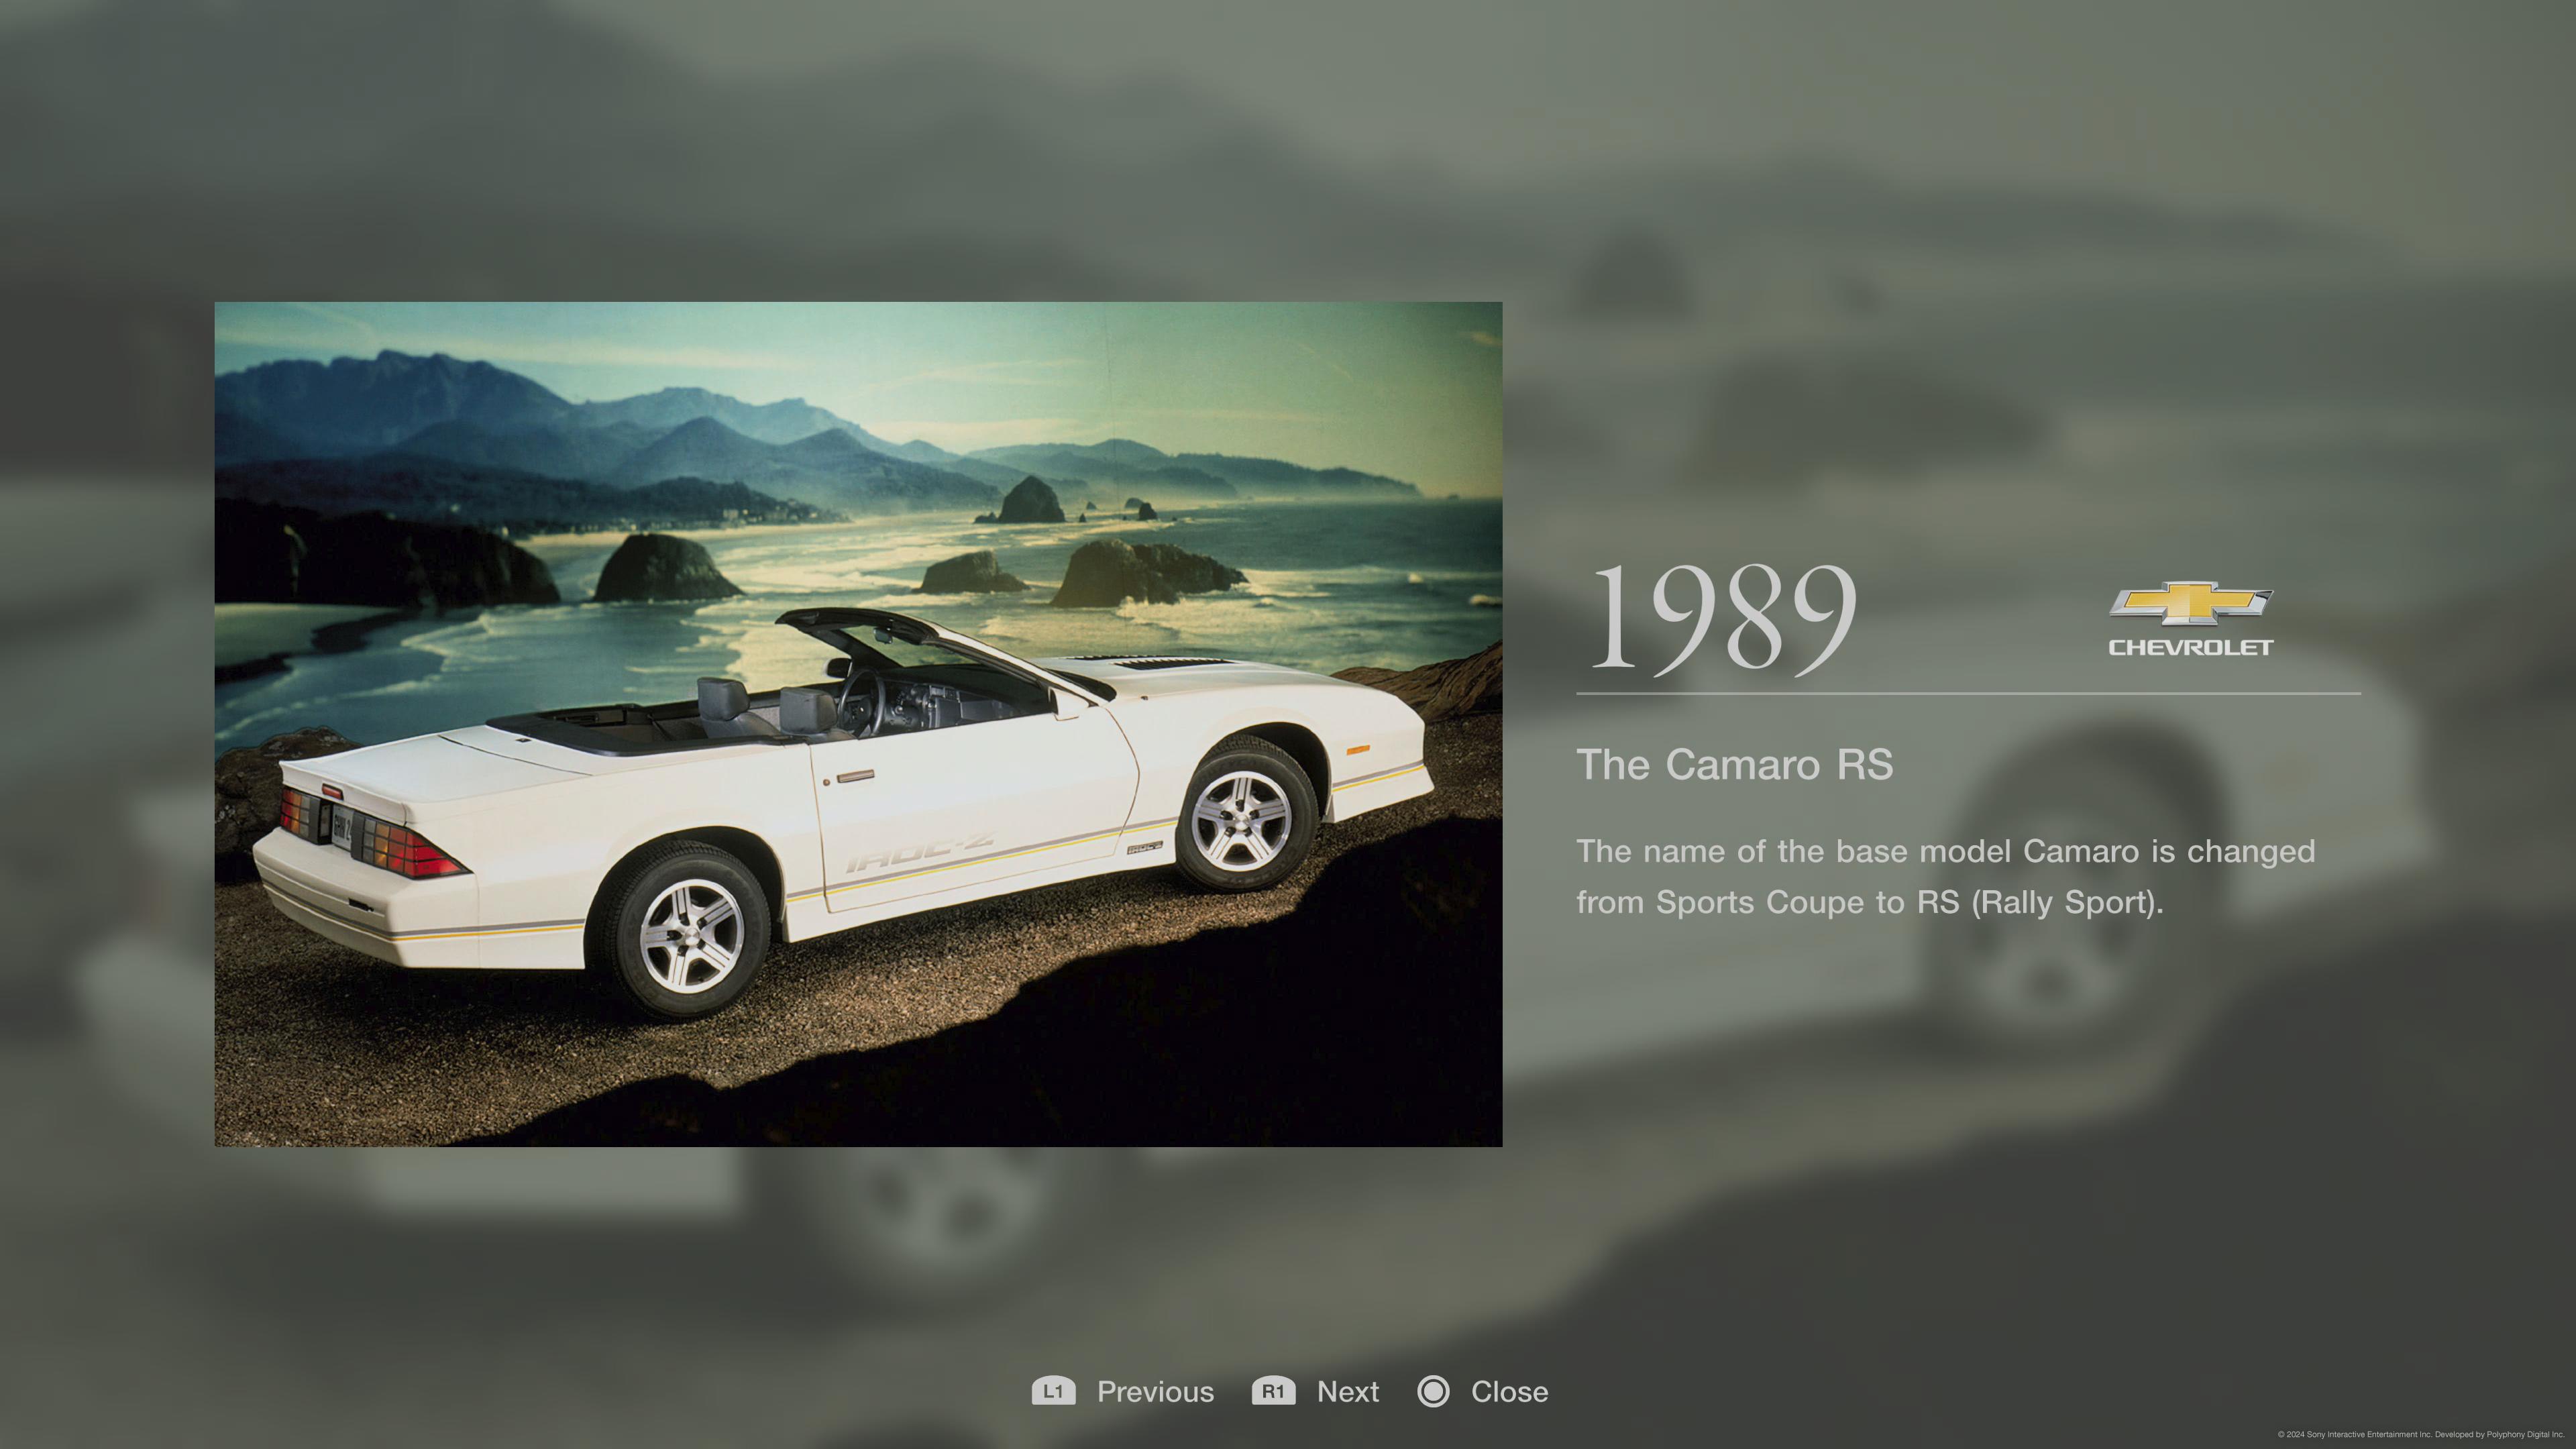 1989
CHEVROLET
The Camaro RS
The name of the base model Camaro is changed
from Sports Coupe to RS (Rally Sport).
IROC-Z
L1 Previous R1 Next Close
© 2024 Sony Interactive Entertainment Inc. Developed by Polyphony Digital Inc.